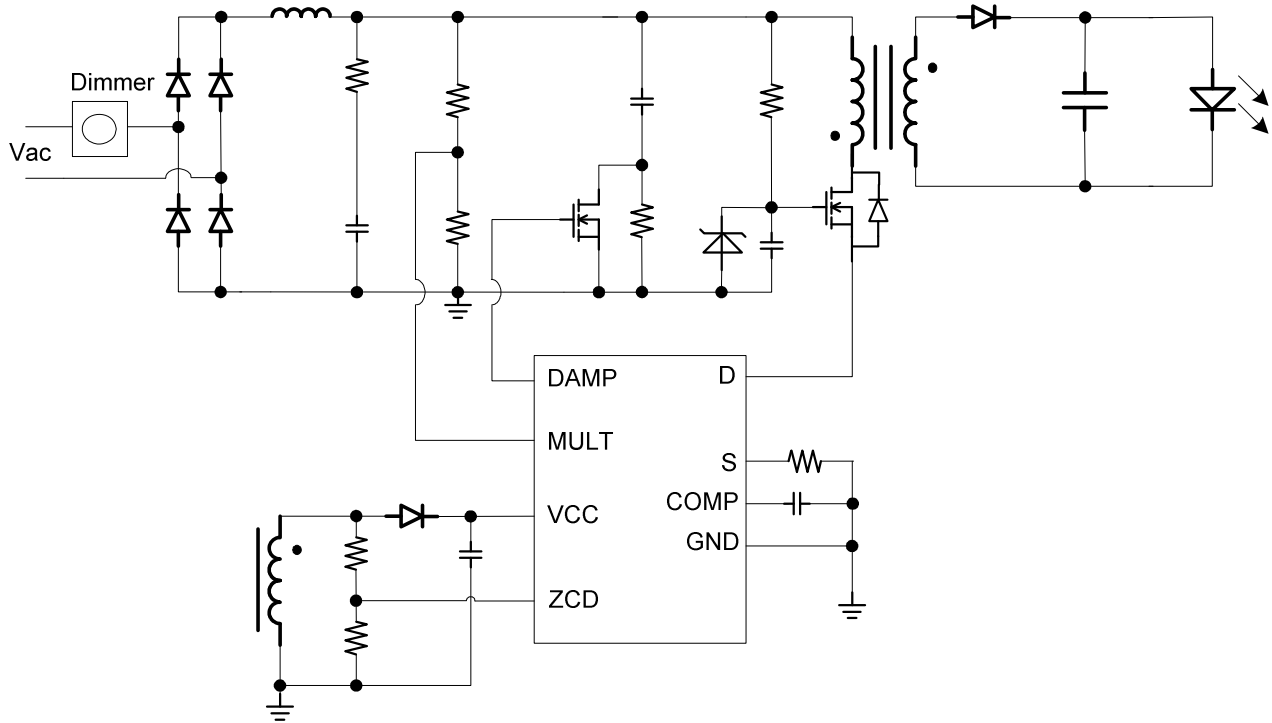 Dimmer
Vac
DAMP
D
MULT
S
COMP
VCC
GND
ZCD